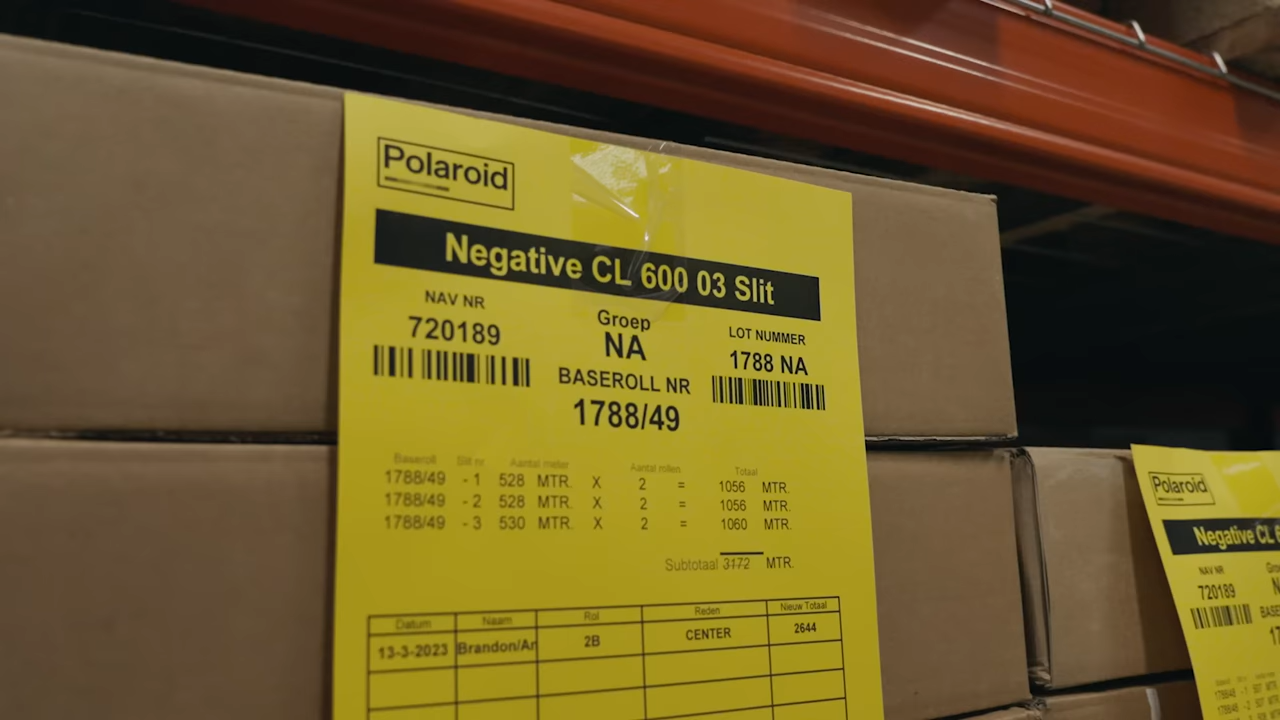 Polaroid
Negative CL 600 03 Slit
NAV NR
720189
Groep
NA
LOT NUMMER
1788 NA
BASEROLL NR
1788/49
Baseroll Slit nr Aantal meter Aantal rollen Totaal
1788/49 - 1 528 MTR. X 2 = 1056 MTR.
1788/49 - 2 528 MTR. X 2 = 1056 MTR.
1788/49 - 3 530 MTR. X 2 = 1060 MTR.
Subtotaal 3172 MTR.
Datum Naam Rol Reden Nieuw Totaal
13-3-2023 Brandon/Ar 2B CENTER 2644
Polaroid
Negative CL
NAV NR
720189